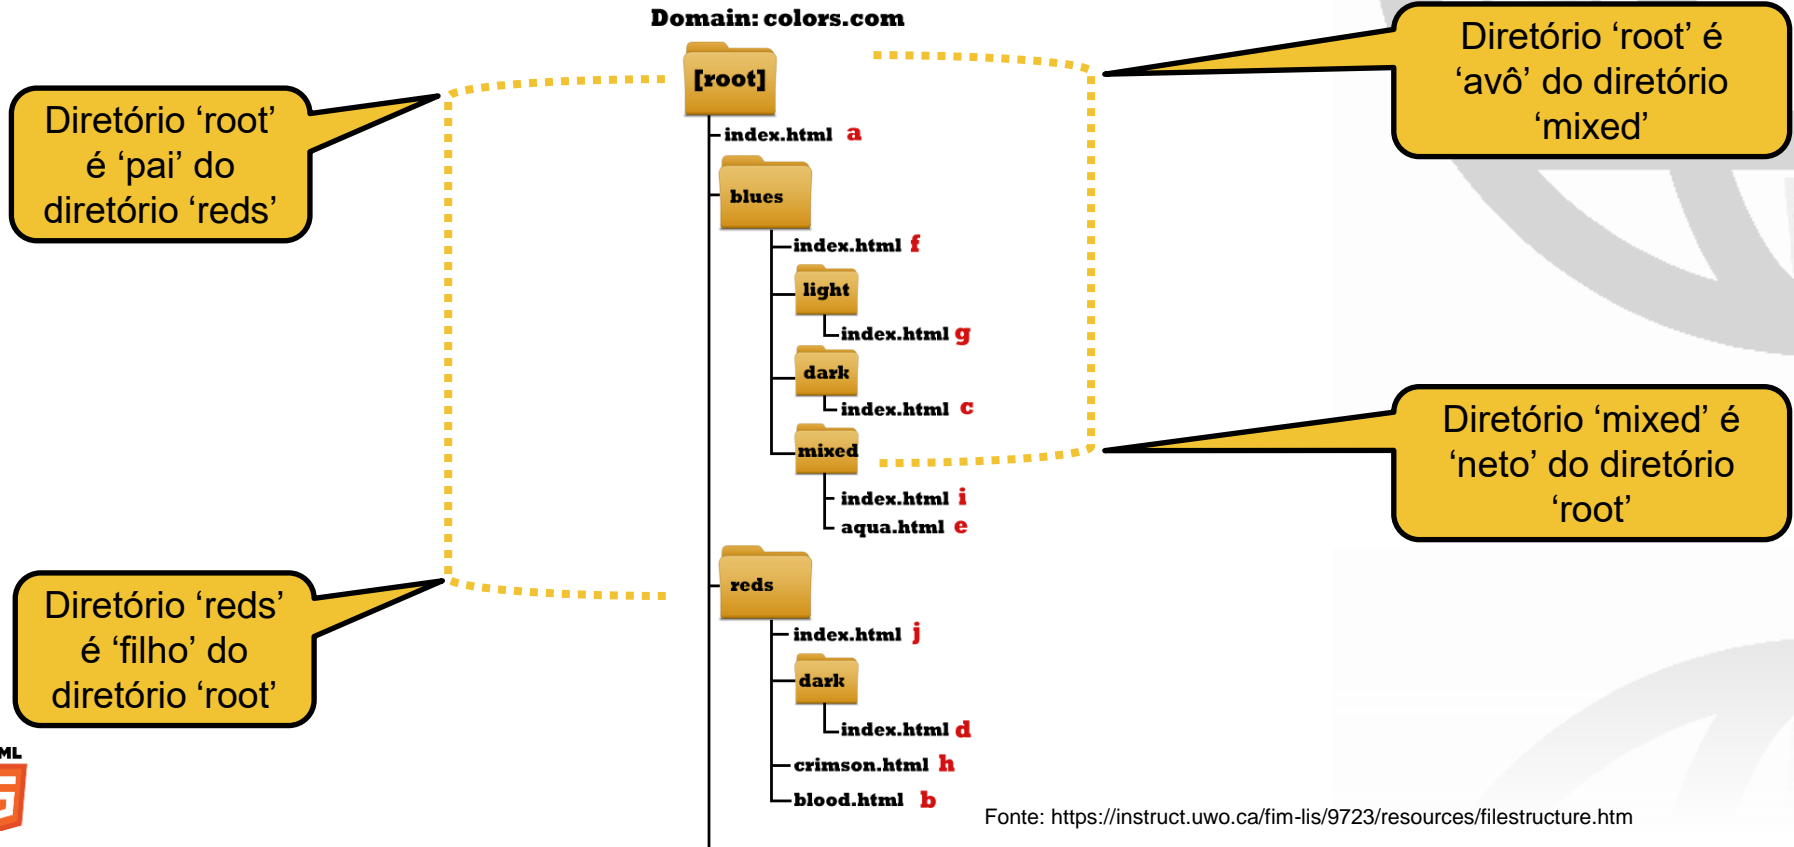 Domain: colors.com
[root]
index.html a
blues
index.html f
light
index.html g
dark
index.html c
mixed
index.html i
aqua.html e
reds
index.html j
dark
index.html d
crimson.html h
blood.html b
Diretório ‘root’
é ‘pai’ do
diretório ‘reds’
Diretório ‘reds’
é ‘filho’ do
diretório ‘root’
Diretório ‘root’ é
‘avô’ do diretório
‘mixed’
Diretório ‘mixed’ é
‘neto’ do diretório
‘root’
ML
Fonte: https://instruct.uwo.ca/fim-lis/9723/resources/filestructure.htm